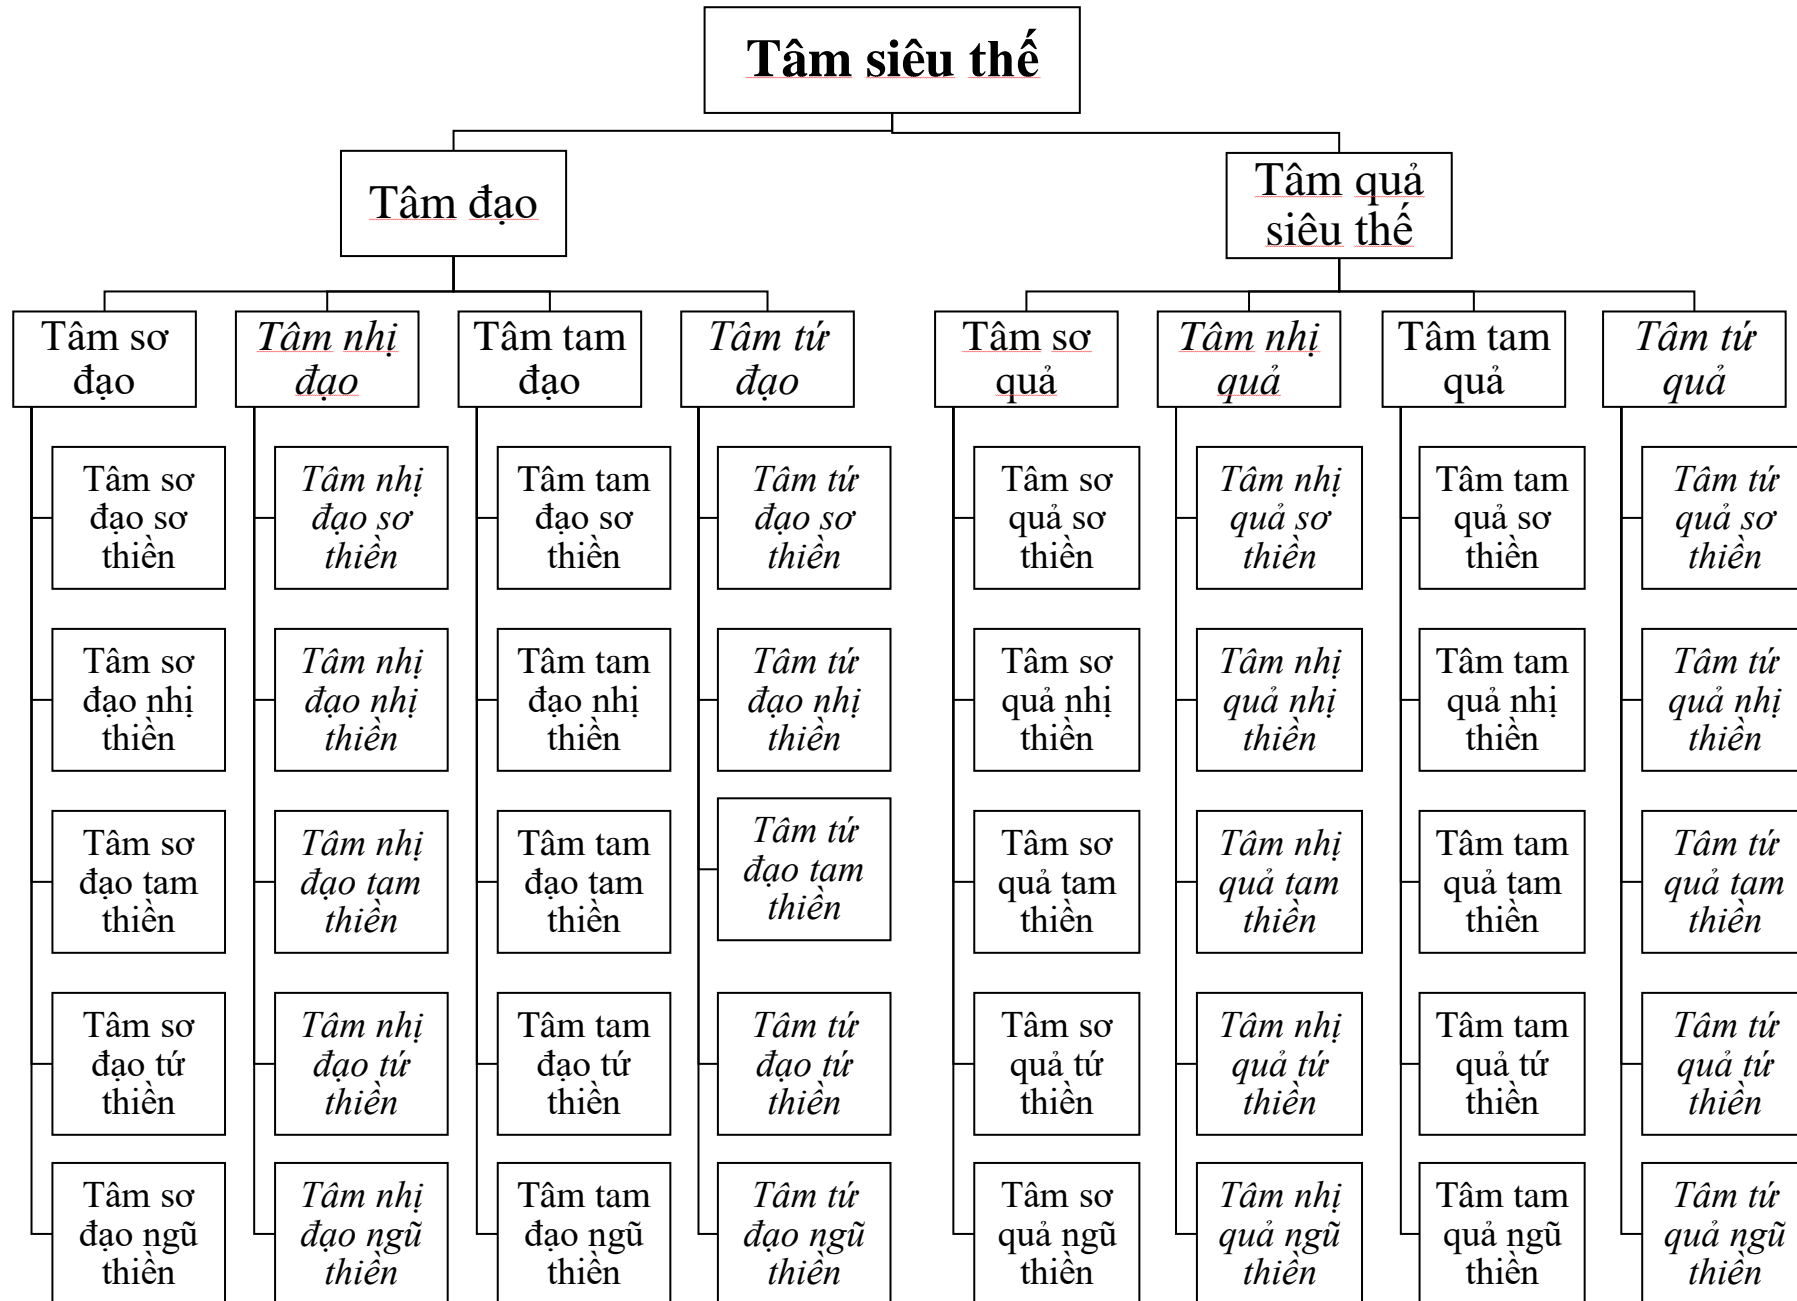 Tâm siêu thế
Tâm đạo
Tâm quả
siêu thế
Tâm sơ
đạo
Tâm nhị
đạo
Tâm tam
đạo
Tâm tứ
đạo
Tâm sơ
quả
Tâm nhị
quả
Tâm tam
quả
Tâm tứ
quả
Tâm sơ
đạo sơ
thiền
Tâm nhị
đạo sơ
thiền
Tâm tam
đạo sơ
thiền
Tâm tứ
đạo sơ
thiền
Tâm sơ
quả sơ
thiền
Tâm nhị
quả sơ
thiền
Tâm tam
quả sơ
thiền
Tâm tứ
quả sơ
thiền
Tâm sơ
đạo nhị
thiền
Tâm nhị
đạo nhị
thiền
Tâm tam
đạo nhị
thiền
Tâm tứ
đạo nhị
thiền
Tâm sơ
quả nhị
thiền
Tâm nhị
quả nhị
thiền
Tâm tam
quả nhị
thiền
Tâm tứ
quả nhị
thiền
Tâm sơ
đạo tam
thiền
Tâm nhị
đạo tam
thiền
Tâm tam
đạo tam
thiền
Tâm tứ
đạo tam
thiền
Tâm sơ
quả tam
thiền
Tâm nhị
quả tam
thiền
Tâm tam
quả tam
thiền
Tâm tứ
quả tam
thiền
Tâm sơ
đạo tứ
thiền
Tâm nhị
đạo tứ
thiền
Tâm tam
đạo tứ
thiền
Tâm tứ
đạo tứ
thiền
Tâm sơ
quả tứ
thiền
Tâm nhị
quả tứ
thiền
Tâm tam
quả tứ
thiền
Tâm tứ
quả tứ
thiền
Tâm sơ
đạo ngũ
thiền
Tâm nhị
đạo ngũ
thiền
Tâm tam
đạo ngũ
thiền
Tâm tứ
đạo ngũ
thiền
Tâm sơ
quả ngũ
thiền
Tâm nhị
quả ngũ
thiền
Tâm tam
quả ngũ
thiền
Tâm tứ
quả ngũ
thiền